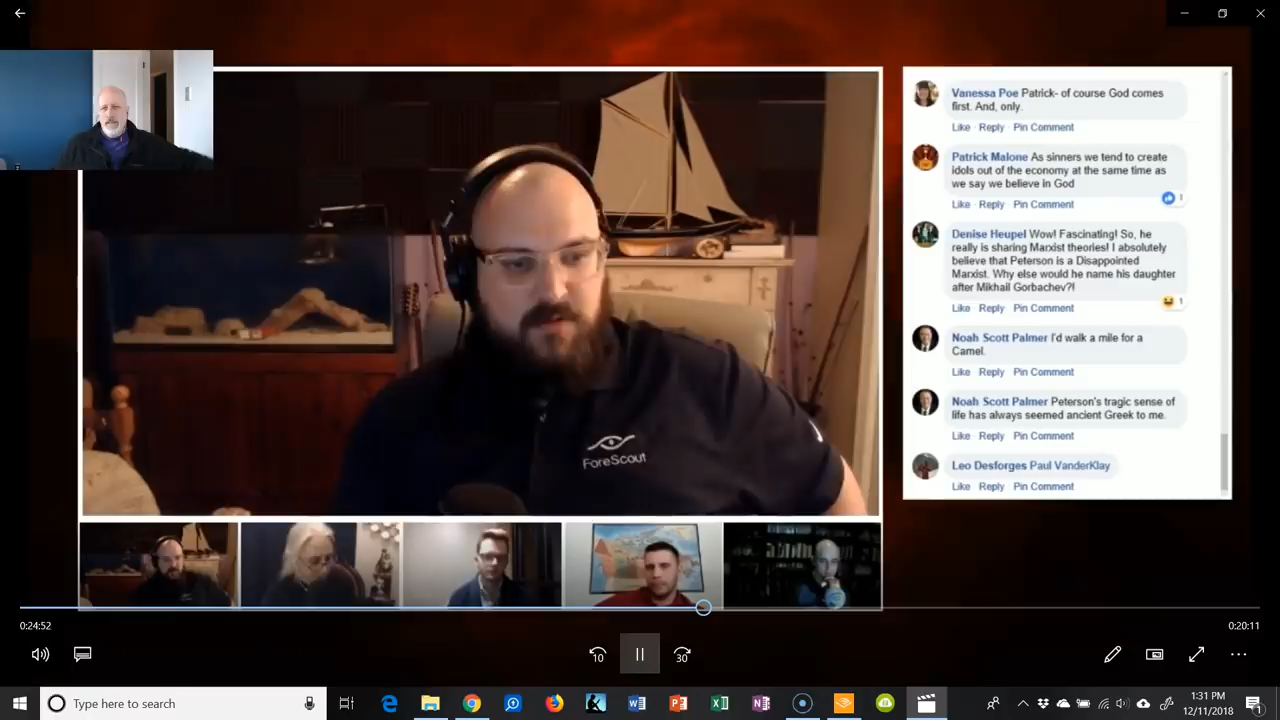 Vanessa Poe Patrick- of course God comes
first. And, only.
Like Reply Pin Comment
Patrick Malone As sinners we tend to create
idols out of the economy at the same time as
we say we believe in God
1
Like Reply Pin Comment
Denise Heupel Wow! Fascinating! So, he
really is sharing Marxist theories! I absolutely
believe that Peterson is a Disappointed
Marxist. Why else would he name his daughter
after Mikhail Gorbachev?!
1
Like Reply Pin Comment
Noah Scott Palmer I'd walk a mile for a
Camel.
Like Reply Pin Comment
Noah Scott Palmer Peterson's tragic sense of
life has always seemed ancient Greek to me.
Like Reply Pin Comment
ForeScout
Leo Desforges Paul VanderKlay
Like Reply Pin Comment
0:24:52
0:20:11
10
30
Type here to search
1:31 PM
12/11/2018